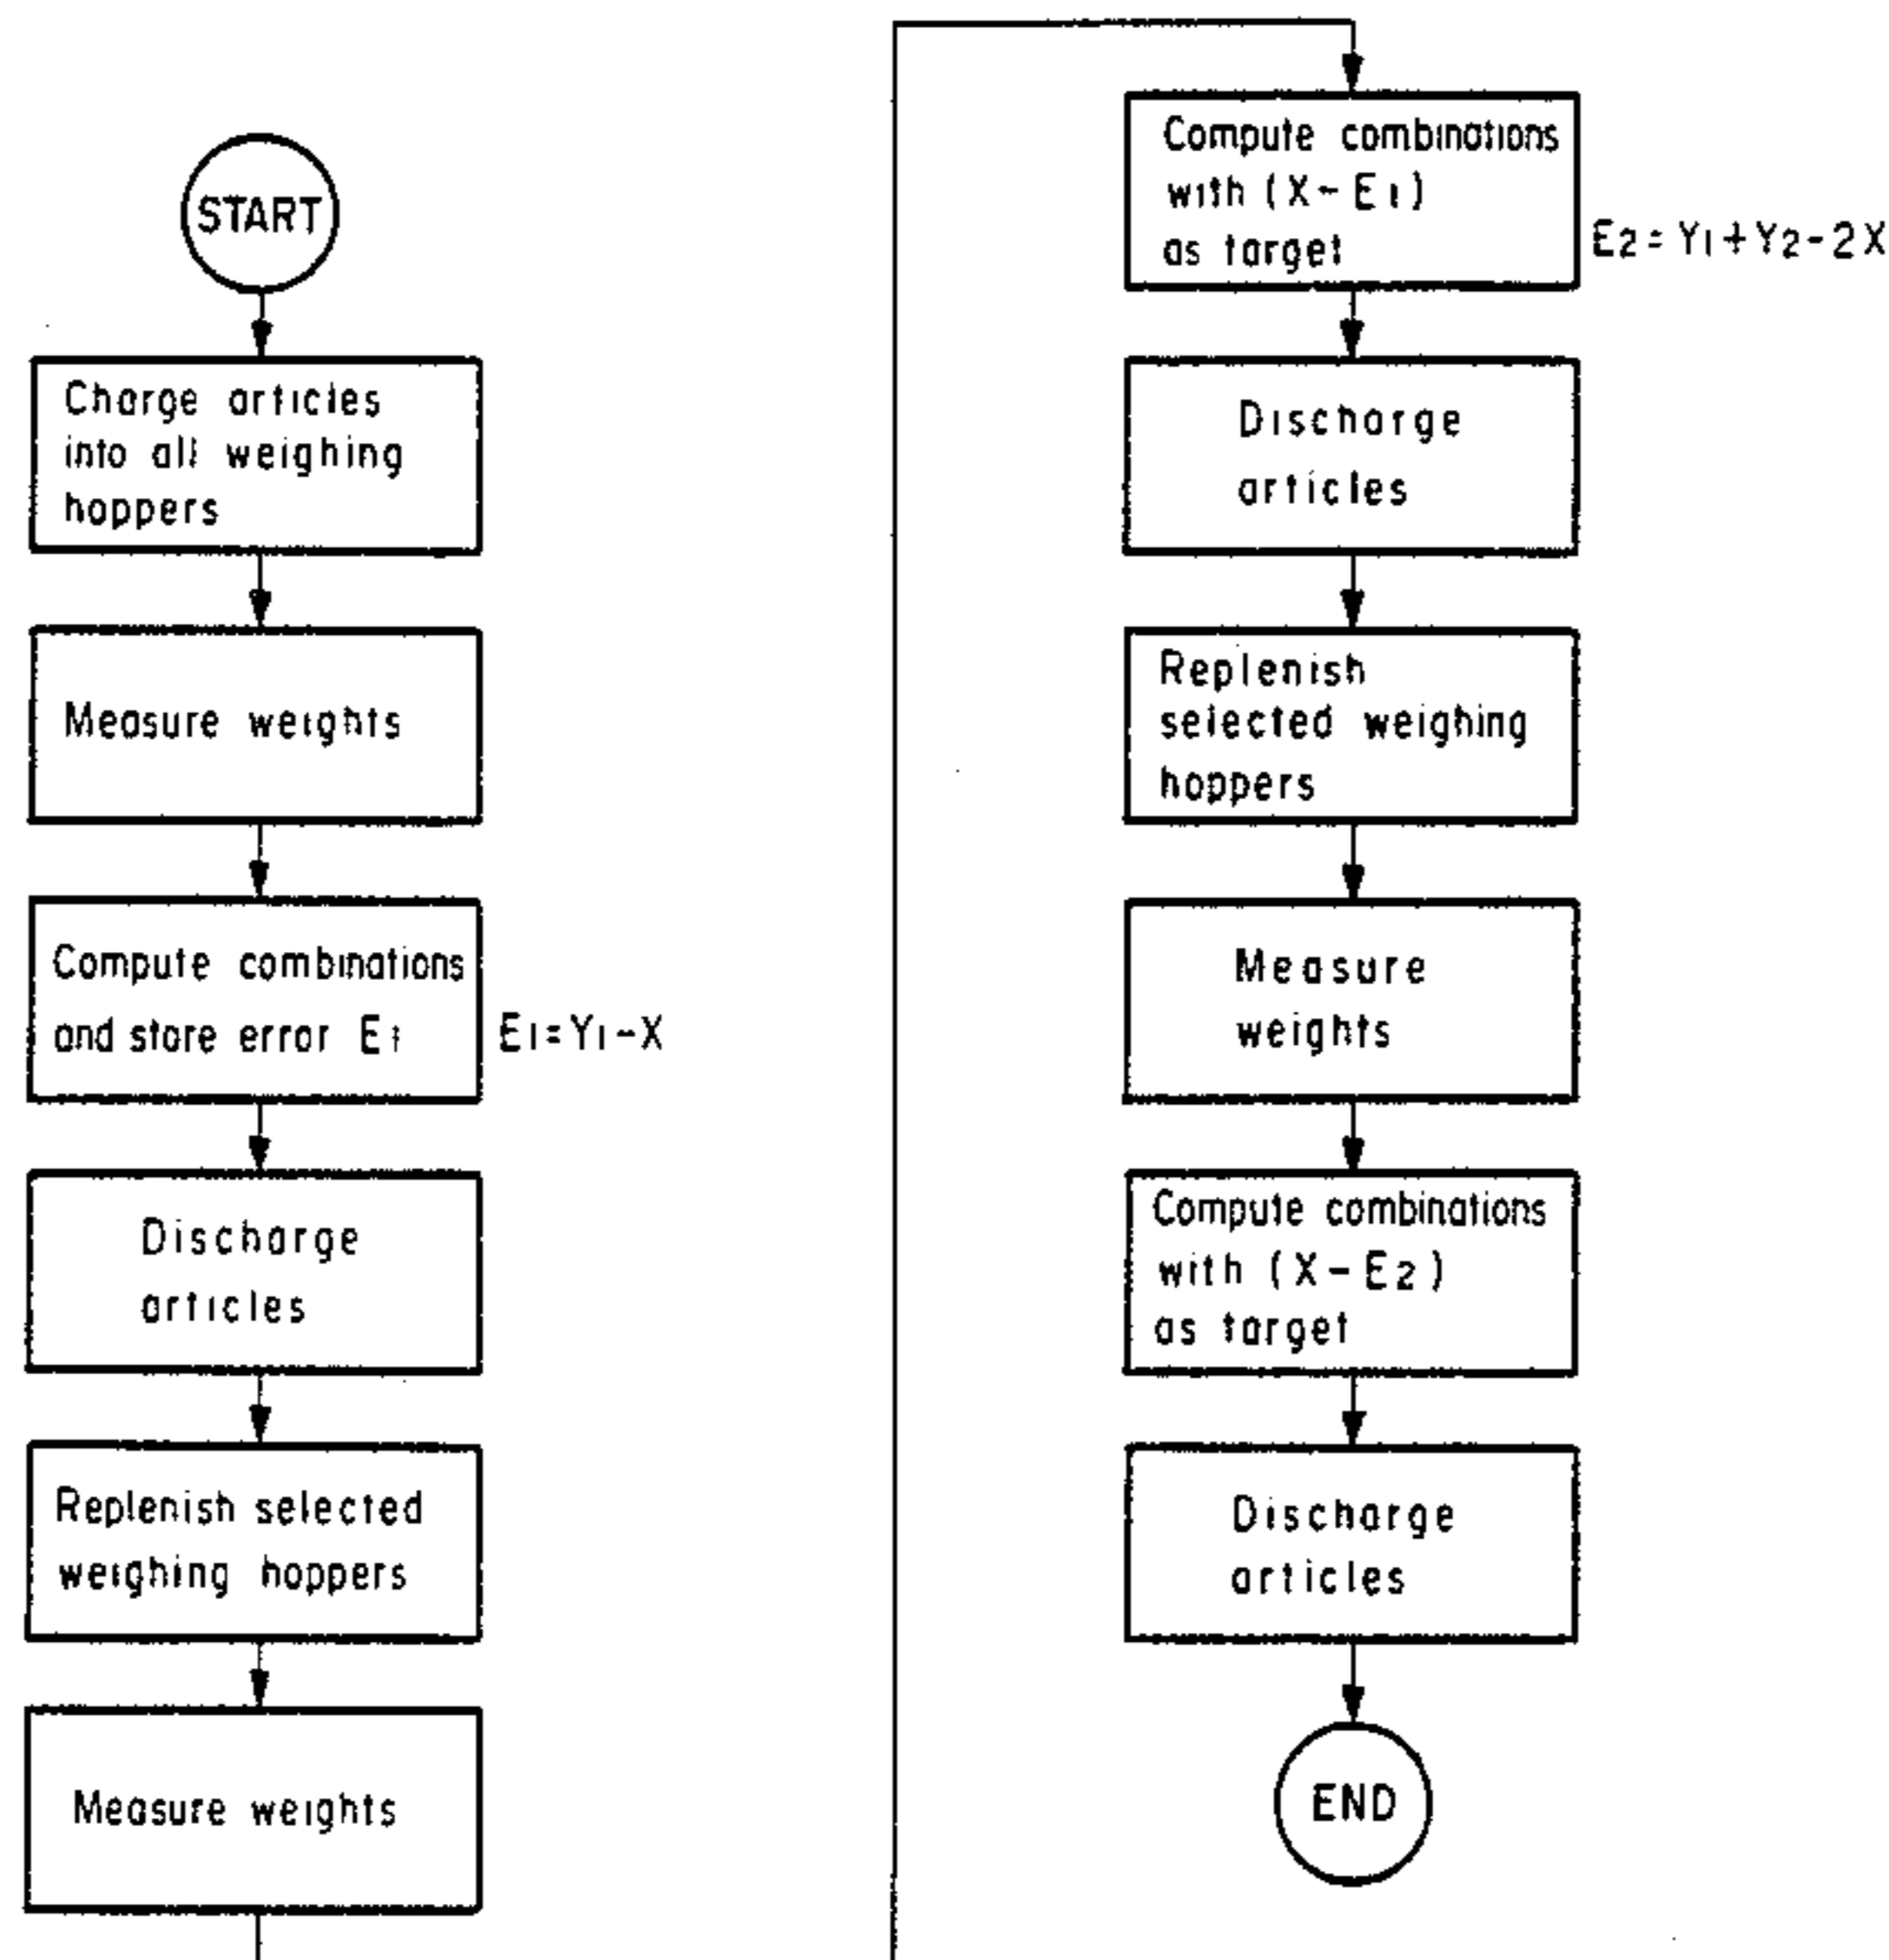 START
Charge articles
into all weighing
hoppers
Measure weights
Compute combinations
and store error E1
E1=Y1-X
Discharge
articles
Replenish selected
weighing hoppers
Measure weights
Compute combinations
with (X-E1)
as target
E2=Y1+Y2-2X
Discharge
articles
Replenish
selected weighing
hoppers
Measure
weights
Compute combinations
with (X-E2)
as target
Discharge
articles
END